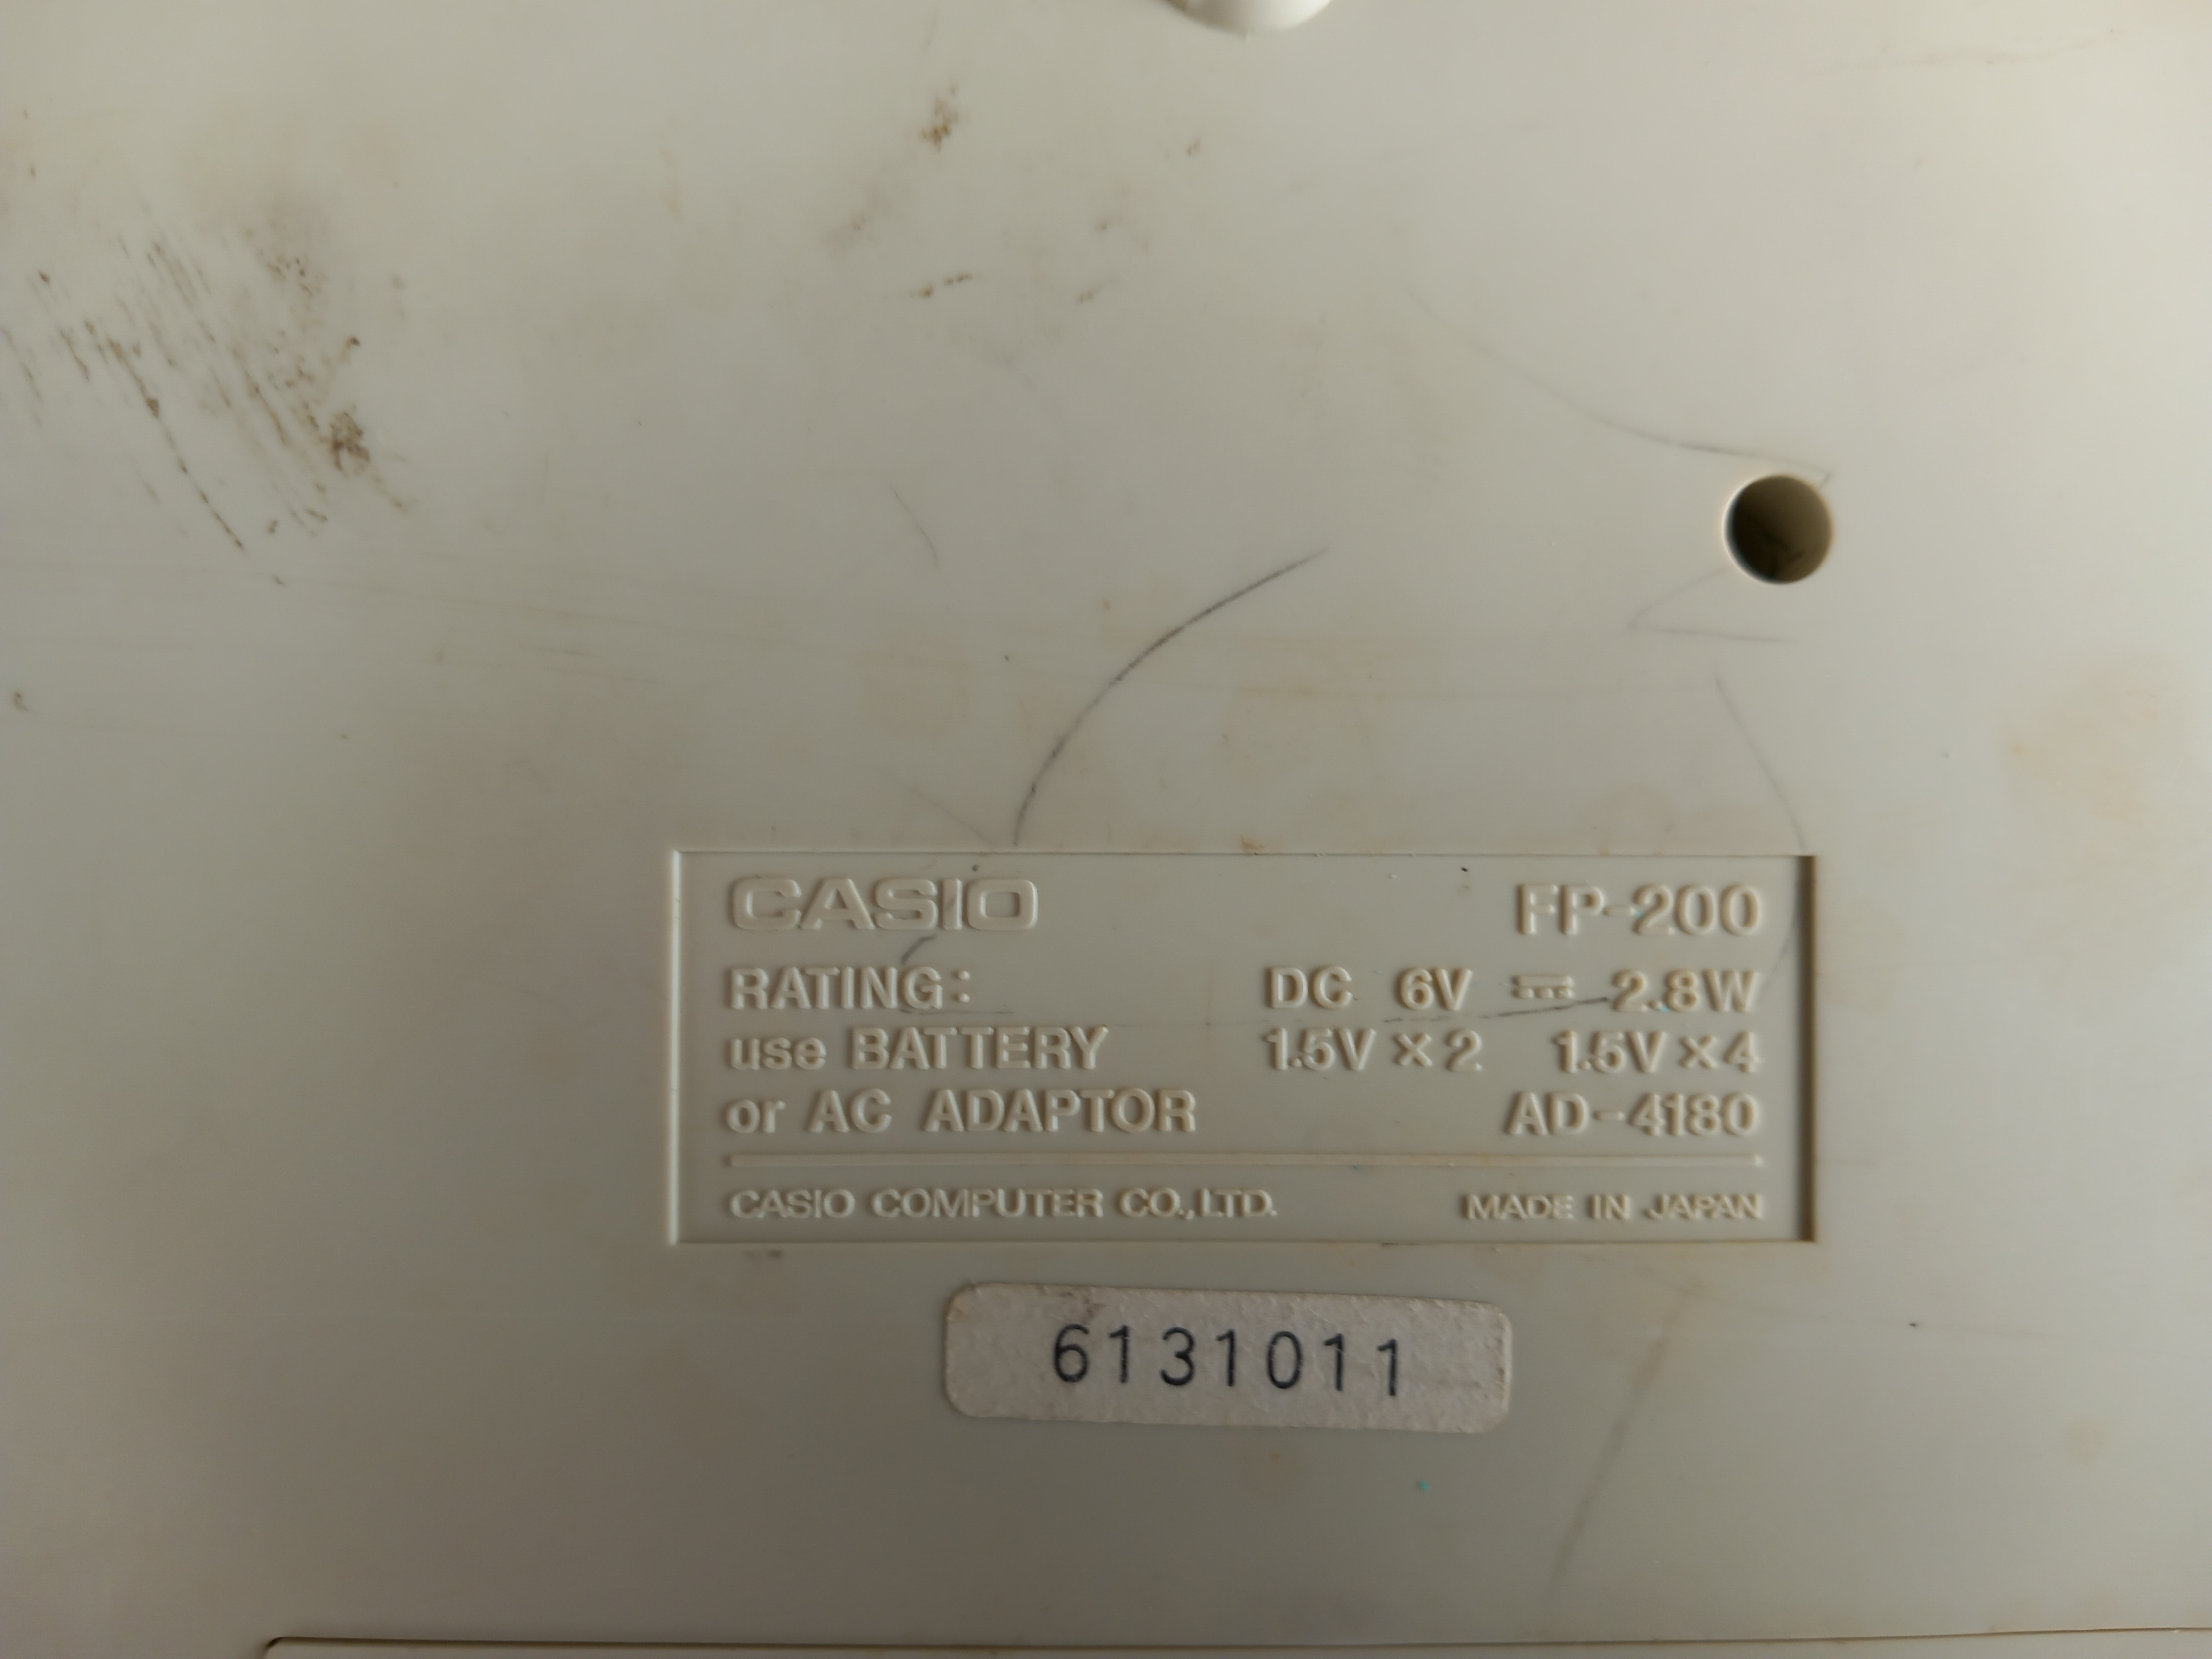 CASIO FP-200
RATING: DC 6V ⎓ 2.8W
use BATTERY 1.5V×2 1.5V×4
or AC ADAPTOR AD-4180
CASIO COMPUTER CO.,LTD. MADE IN JAPAN
6131011